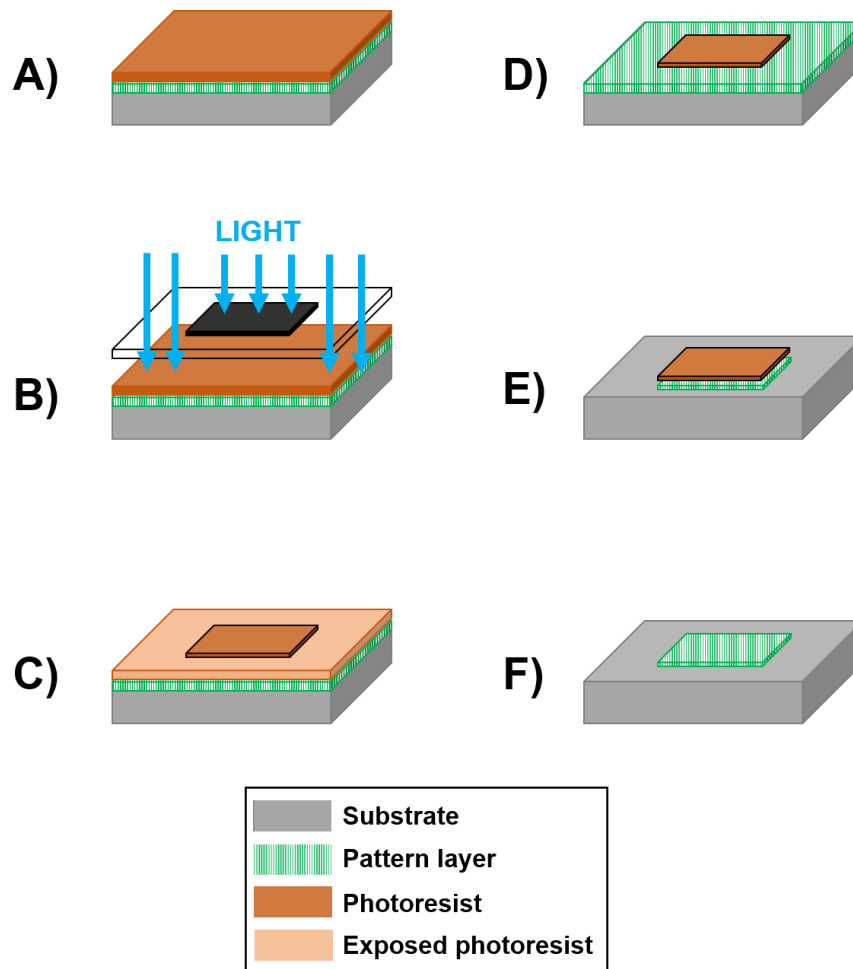 A)
D)
LIGHT
B)
E)
C)
F)
Substrate
Pattern layer
Photoresist
Exposed photoresist